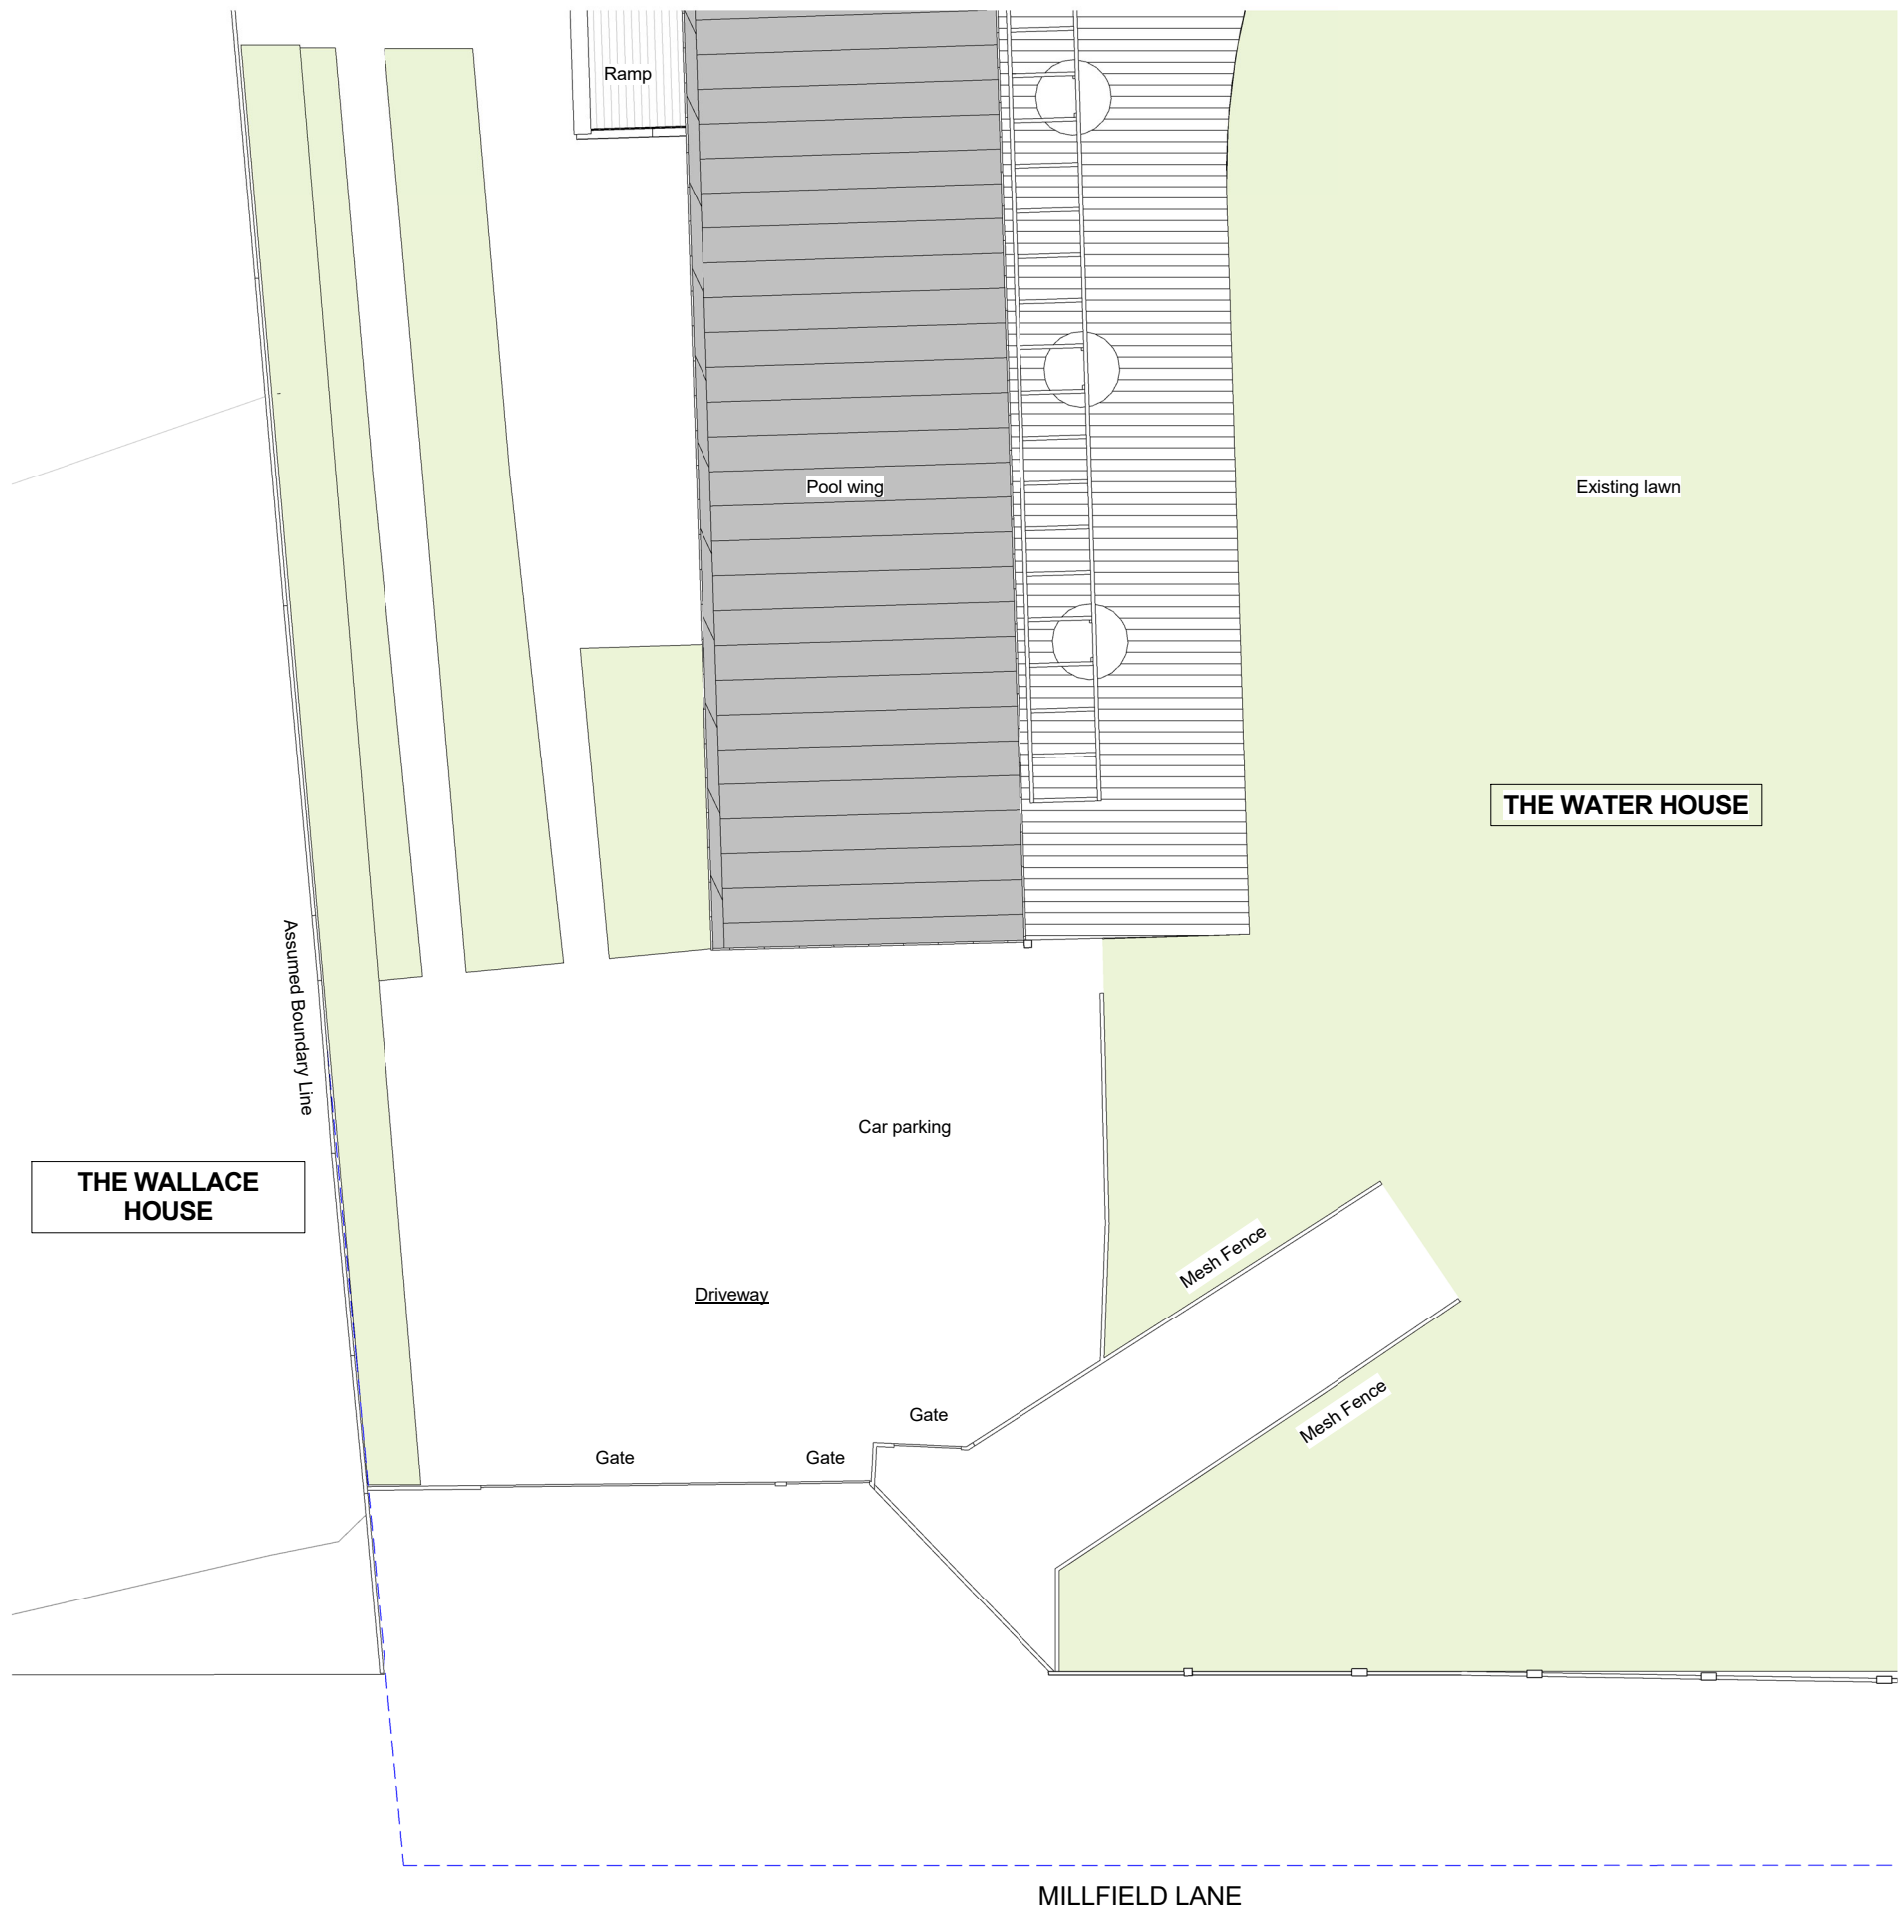 Ramp
Pool wing
Existing lawn
THE WATER HOUSE
Assumed Boundary Line
Car parking
THE WALLACE
HOUSE
Mesh Fence
Driveway
Mesh Fence
Gate
Gate
Gate
MILLFIELD LANE